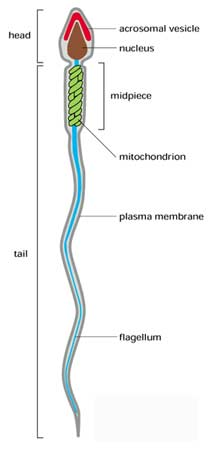 head
acrosomal vesicle
nucleus
midpiece
mitochondrion
plasma membrane
tail
flagellum